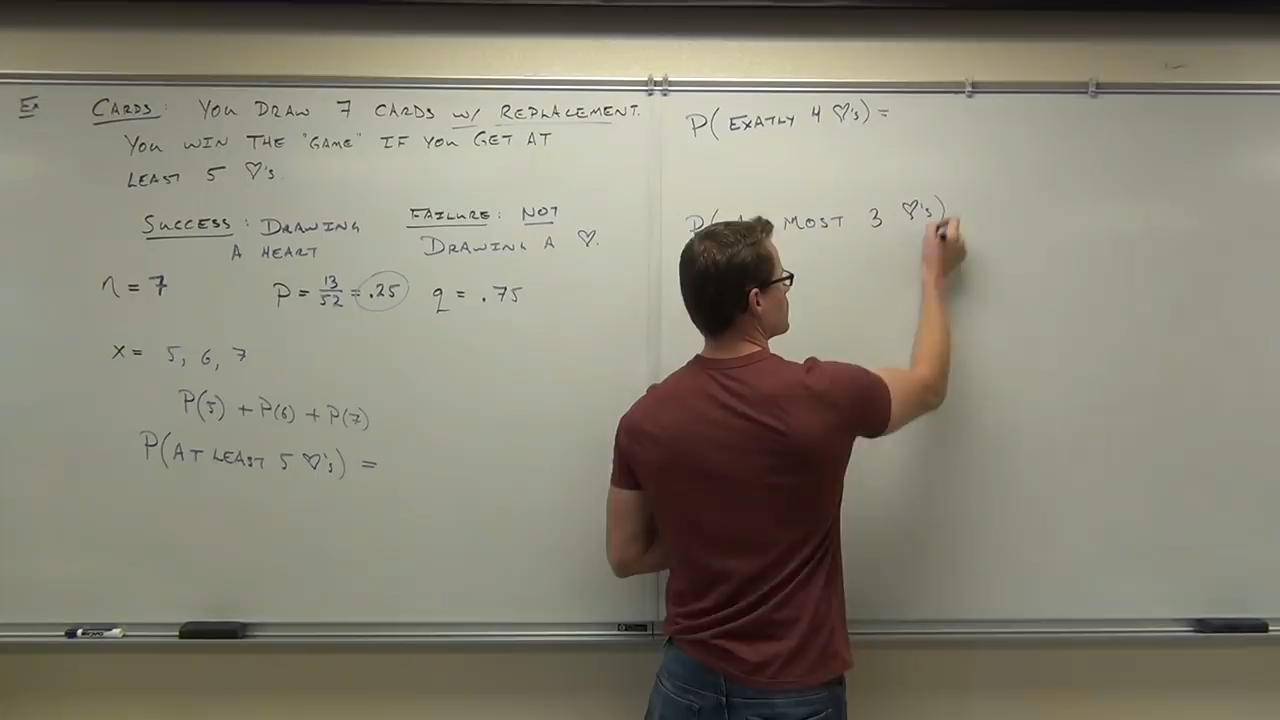 Ex CARDS: YOU DRAW 7 CARDS W/ REPLACEMENT.
YOU WIN THE "GAME" IF YOU GET AT
LEAST 5 ♡'s.
SUCCESS: DRAWING
A HEART
FAILURE: NOT
DRAWING A ♡.
n = 7
p = 13/52 = .25
q = .75
x = 5, 6, 7
P(5) + P(6) + P(7)
P(AT LEAST 5 ♡'s) =
P(EXATLY 4 ♡'s) =
P( MOST 3 ♡'s)